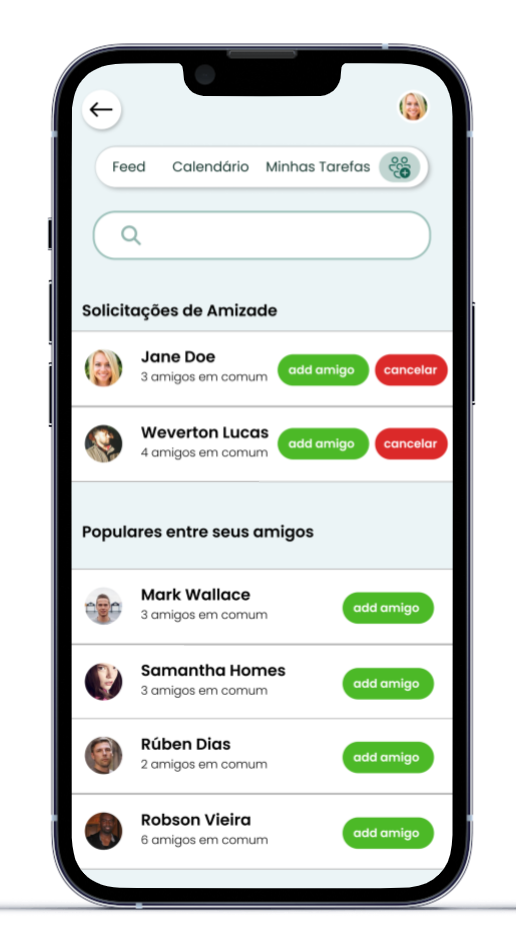 Feed Calendário Minhas Tarefas
Solicitações de Amizade
Jane Doe
3 amigos em comum
add amigo cancelar
Weverton Lucas
4 amigos em comum
add amigo cancelar
Populares entre seus amigos
Mark Wallace
3 amigos em comum
add amigo
Samantha Homes
3 amigos em comum
add amigo
Rúben Dias
2 amigos em comum
add amigo
Robson Vieira
6 amigos em comum
add amigo